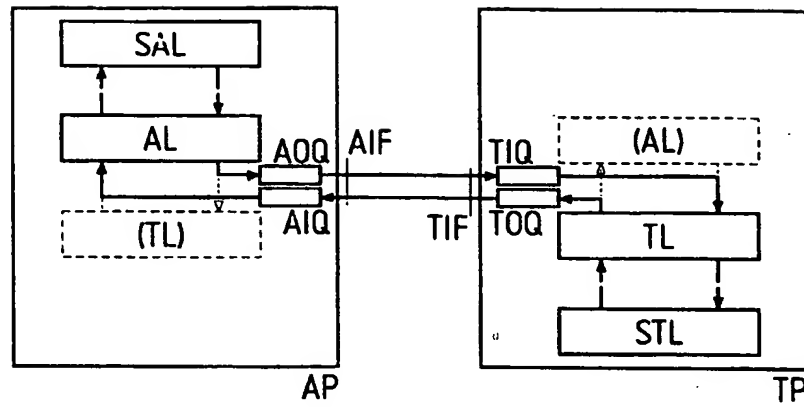 SAL
AL
AOQ
AIF
TIQ
(AL)
(TL)
AIQ
TIF
TOQ
TL
STL
AP
TP